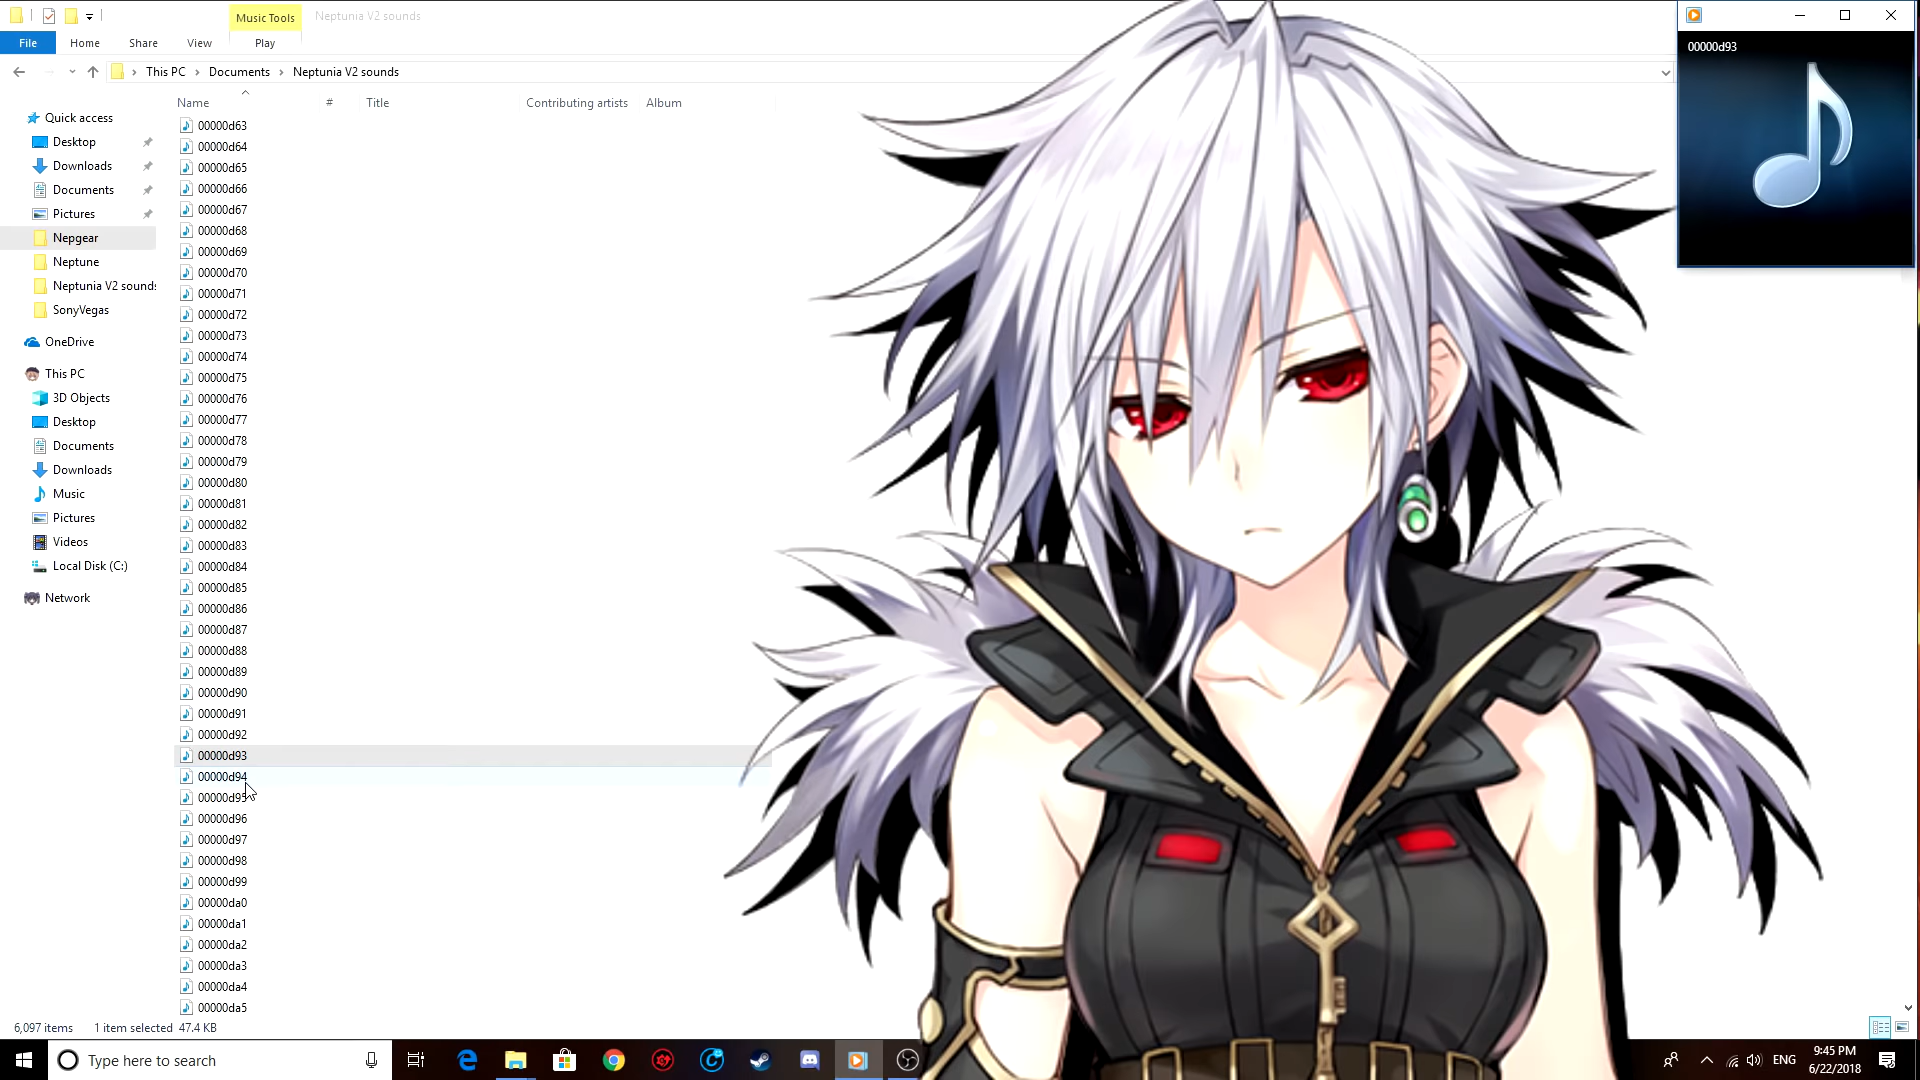 Music Tools
Neptunia V2 sounds
File
Home
Share
View
Play
This PC
Documents
Neptunia V2 sounds
00000d93
Name
#
Title
Contributing artists
Album
Quick access
Desktop
Downloads
Documents
Pictures
Nepgear
Neptune
Neptunia V2 sound
SonyVegas
OneDrive
This PC
3D Objects
Desktop
Documents
Downloads
Music
Pictures
Videos
Local Disk (C:)
Network
00000d63
00000d64
00000d65
00000d66
00000d67
00000d68
00000d69
00000d70
00000d71
00000d72
00000d73
00000d74
00000d75
00000d76
00000d77
00000d78
00000d79
00000d80
00000d81
00000d82
00000d83
00000d84
00000d85
00000d86
00000d87
00000d88
00000d89
00000d90
00000d91
00000d92
00000d93
00000d94
00000d95
00000d96
00000d97
00000d98
00000d99
00000da0
00000da1
00000da2
00000da3
00000da4
00000da5
6,097 items
1 item selected 47.4 KB
Type here to search
ENG
9:45 PM
6/22/2018